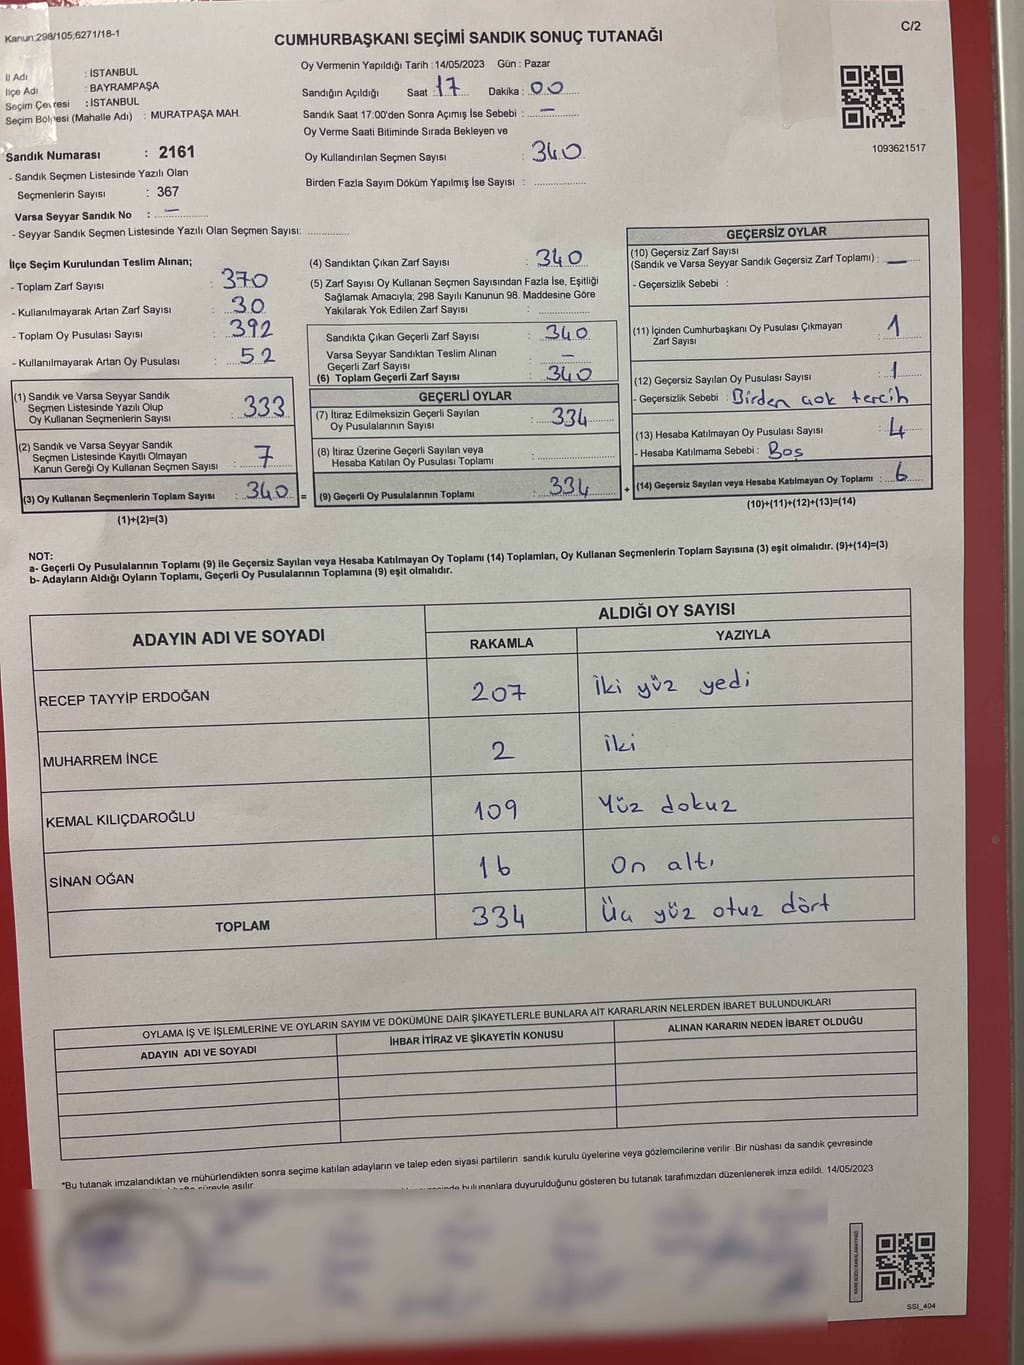 Kanun;298/105;6271/18-1
C/2
CUMHURBAŞKANI SEÇİMİ SANDIK SONUÇ TUTANAĞI
İl Adı : İSTANBUL
İlçe Adı : BAYRAMPAŞA
Seçim Çevresi : İSTANBUL
Seçim Bölgesi (Mahalle Adı) : MURATPAŞA MAH.
Sandık Numarası : 2161
- Sandık Seçmen Listesinde Yazılı Olan
Seçmenlerin Sayısı : 367
Varsa Seyyar Sandık No : —
- Seyyar Sandık Seçmen Listesinde Yazılı Olan Seçmen Sayısı: ..............
Oy Vermenin Yapıldığı Tarih : 14/05/2023 Gün : Pazar
Sandığın Açıldığı Saat : 17 Dakika : 00
Sandık Saat 17:00'den Sonra Açımış İse Sebebi : —
Oy Verme Saati Bitiminde Sırada Bekleyen ve
Oy Kullandırılan Seçmen Sayısı : 340
Birden Fazla Sayım Döküm Yapılmış İse Sayısı : ..............
1093621517
İlçe Seçim Kurulundan Teslim Alınan;
- Toplam Zarf Sayısı : 370
- Kullanılmayarak Artan Zarf Sayısı : 30
- Toplam Oy Pusulası Sayısı : 392
- Kullanılmayarak Artan Oy Pusulası : 52
(1) Sandık ve Varsa Seyyar Sandık
Seçmen Listesinde Yazılı Olup
Oy Kullanan Seçmenlerin Sayısı : 333
(2) Sandık ve Varsa Seyyar Sandık
Seçmen Listesinde Kayıtlı Olmayan
Kanun Gereği Oy Kullanan Seçmen Sayısı : 7
(3) Oy Kullanan Seçmenlerin Toplam Sayısı : 340 =
(1)+(2)=(3)
(4) Sandıktan Çıkan Zarf Sayısı : 340
(5) Zarf Sayısı Oy Kullanan Seçmen Sayısından Fazla İse, Eşitliği
Sağlamak Amacıyla; 298 Sayılı Kanunun 98. Maddesine Göre
Yakılarak Yok Edilen Zarf Sayısı : ..............
Sandıkta Çıkan Geçerli Zarf Sayısı : 340
Varsa Seyyar Sandıktan Teslim Alınan
Geçerli Zarf Sayısı : —
(6) Toplam Geçerli Zarf Sayısı : 340
GEÇERLİ OYLAR
(7) İtiraz Edilmeksizin Geçerli Sayılan
Oy Pusulalarının Sayısı : 334
(8) İtiraz Üzerine Geçerli Sayılan veya
Hesaba Katılan Oy Pusulası Toplamı : ..............
(9) Geçerli Oy Pusulalarının Toplamı : 334 +
GEÇERSİZ OYLAR
(10) Geçersiz Zarf Sayısı
(Sandık ve Varsa Seyyar Sandık Geçersiz Zarf Toplamı) : —
- Geçersizlik Sebebi :
(11) İçinden Cumhurbaşkanı Oy Pusulası Çıkmayan
Zarf Sayısı : 1
(12) Geçersiz Sayılan Oy Pusulası Sayısı : 1
- Geçersizlik Sebebi : Birden çok tercih
(13) Hesaba Katılmayan Oy Pusulası Sayısı : 4
- Hesaba Katılmama Sebebi : Boş
(14) Geçersiz Sayılan veya Hesaba Katılmayan Oy Toplamı : 6
(10)+(11)+(12)+(13)=(14)
NOT:
a- Geçerli Oy Pusulalarının Toplamı (9) ile Geçersiz Sayılan veya Hesaba Katılmayan Oy Toplamı (14) Toplamları, Oy Kullanan Seçmenlerin Toplam Sayısına (3) eşit olmalıdır. (9)+(14)=(3)
b- Adayların Aldığı Oyların Toplamı, Geçerli Oy Pusulalarının Toplamına (9) eşit olmalıdır.
ADAYIN ADI VE SOYADI
ALDIĞI OY SAYISI
RAKAMLA YAZIYLA
RECEP TAYYİP ERDOĞAN 207 İki yüz yedi
MUHARREM İNCE 2 İki
KEMAL KILIÇDAROĞLU 109 Yüz dokuz
SİNAN OĞAN 16 On altı
TOPLAM 334 Üç yüz otuz dört
OYLAMA İŞ VE İŞLEMLERİNE VE OYLARIN SAYIM VE DÖKÜMÜNE DAİR ŞİKAYETLERLE BUNLARA AİT KARARLARIN NELERDEN İBARET BULUNDUKLARI
ADAYIN ADI VE SOYADI İHBAR İTİRAZ VE ŞİKAYETİN KONUSU ALINAN KARARIN NEDEN İBARET OLDUĞU
*Bu tutanak imzalandıktan ve mühürlendikten sonra seçime katılan adayların ve talep eden siyasi partilerin sandık kurulu üyelerine veya gözlemcilerine verilir. Bir nüshası da sandık çevresinde
süreyle asılır. bulunanlara duyurulduğunu gösteren bu tutanak tarafımızdan düzenlenerek imza edildi. 14/05/2023
SSI_404